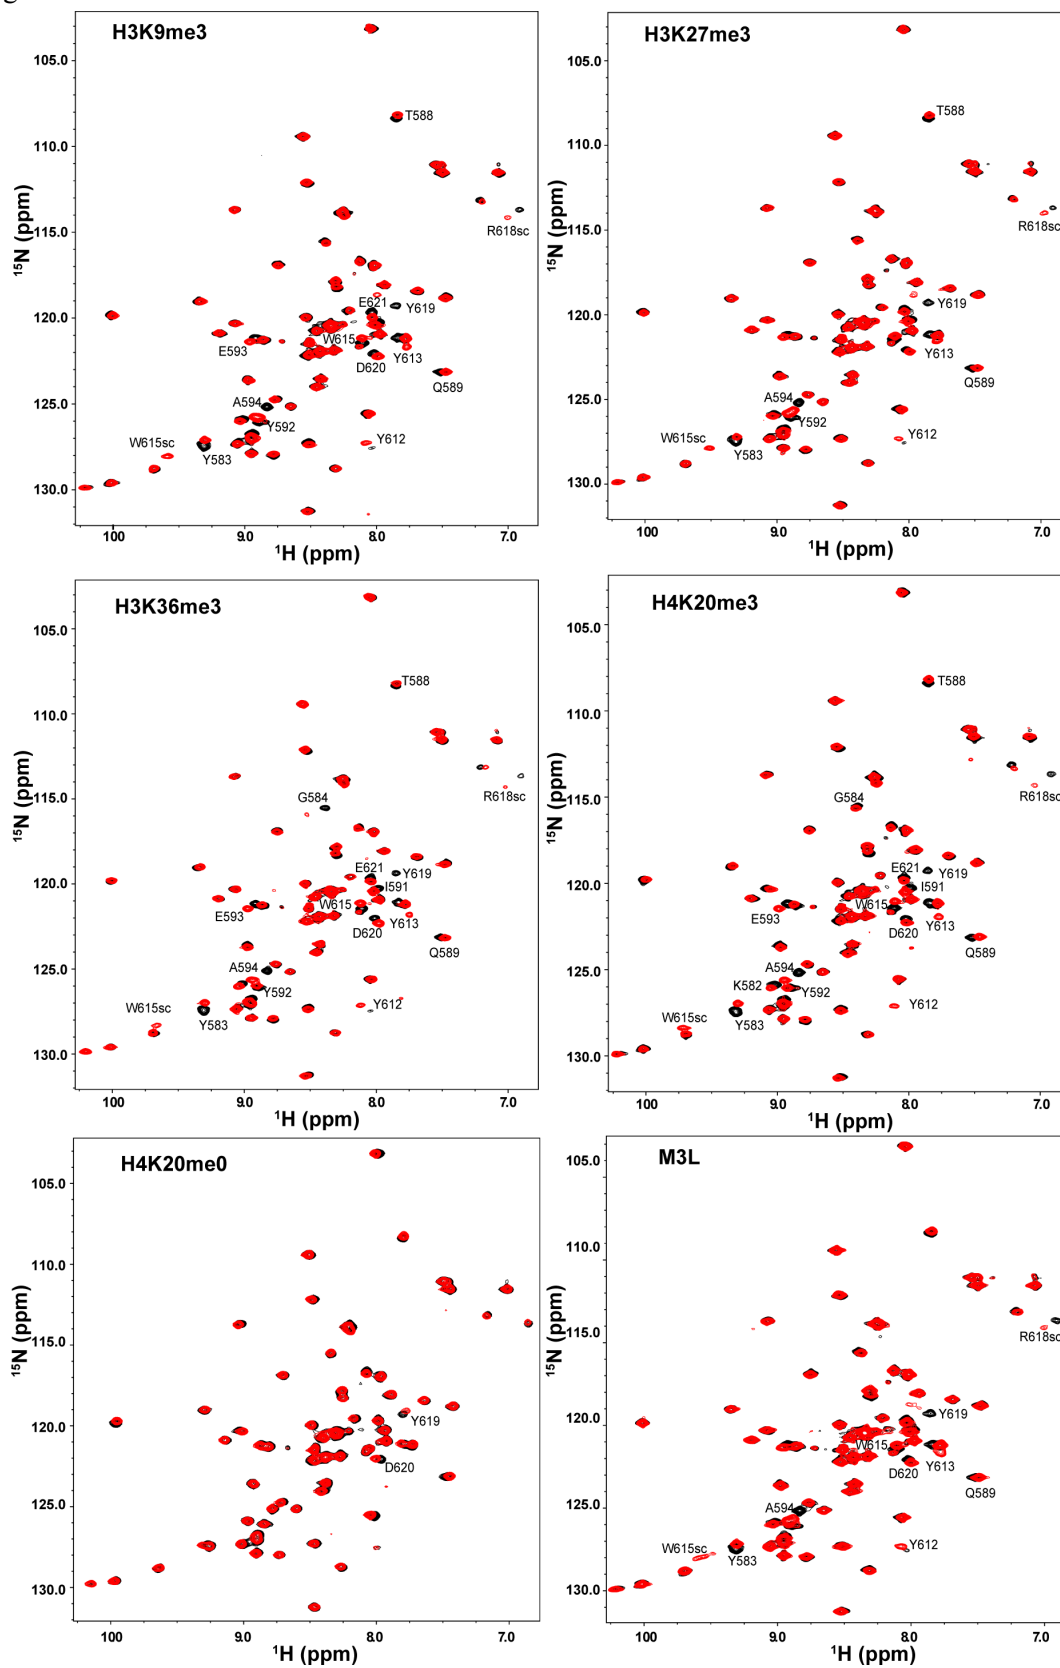 H3K9me3
105.0
110.0
115.0
120.0
125.0
130.0
15N (ppm)
T588
R618sc
E621
Y619
W615
E593
Y613
D620
Q589
A594
Y592
W615sc
Y583
Y612
100
9.0
8.0
7.0
1H (ppm)
H3K27me3
105.0
110.0
115.0
120.0
125.0
130.0
15N (ppm)
T588
R618sc
Y619
Y613
Q589
A594
Y592
W615sc
Y583
Y612
100
9.0
8.0
7.0
1H (ppm)
H3K36me3
105.0
110.0
115.0
120.0
125.0
130.0
15N (ppm)
T588
R618sc
G584
E621
Y619
I591
W615
E593
Y613
D620
Q589
A594
Y592
W615sc
Y583
Y612
100
9.0
8.0
7.0
1H (ppm)
H4K20me3
105.0
110.0
115.0
120.0
125.0
130.0
15N (ppm)
T588
R618sc
G584
E621
Y619
I591
W615
E593
Y613
D620
Q589
A594
K582
Y592
W615sc
Y583
Y612
100
9.0
8.0
7.0
1H (ppm)
H4K20me0
105.0
110.0
115.0
120.0
125.0
130.0
15N (ppm)
Y619
D620
100
9.0
8.0
7.0
1H (ppm)
M3L
105.0
110.0
115.0
120.0
125.0
130.0
15N (ppm)
R618sc
Y619
W615
Y613
D620
Q589
A594
W615sc
Y583
Y612
100
9.0
8.0
7.0
1H (ppm)